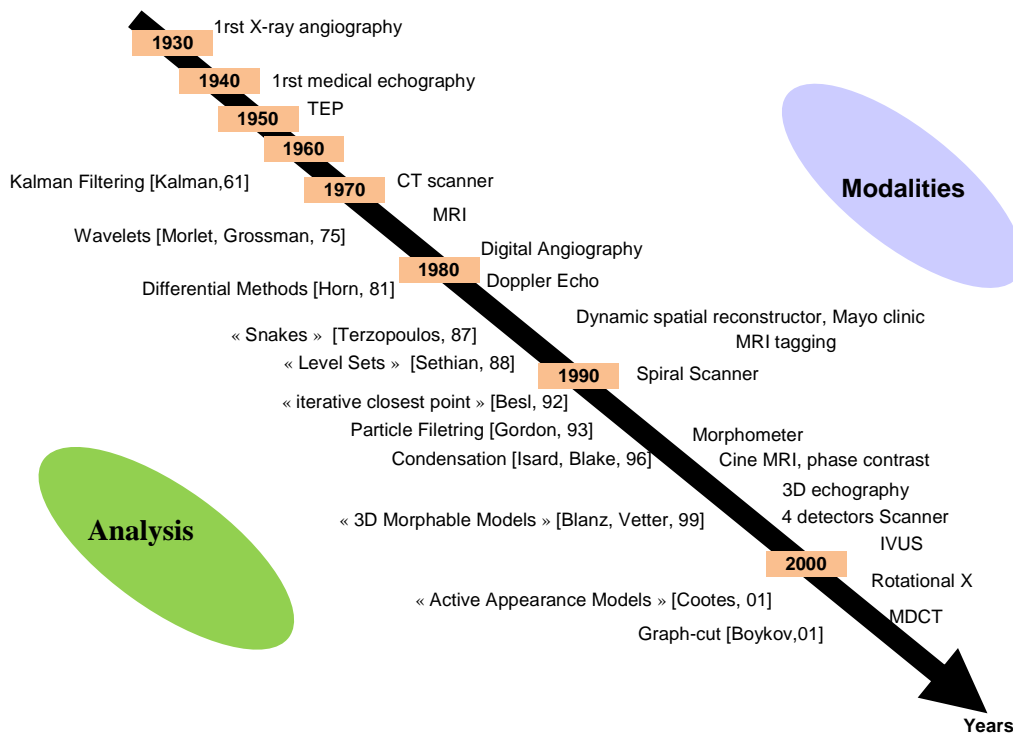 1rst X-ray angiography
1930
1940
1rst medical echography
1950
TEP
1960
Kalman Filtering [Kalman,61]
1970
CT scanner
MRI
Modalities
Wavelets [Morlet, Grossman, 75]
Digital Angiography
1980
Doppler Echo
Differential Methods [Horn, 81]
Dynamic spatial reconstructor, Mayo clinic
MRI tagging
« Snakes » [Terzopoulos, 87]
« Level Sets » [Sethian, 88]
1990
Spiral Scanner
« iterative closest point » [Besl, 92]
Particle Filetring [Gordon, 93]
Morphometer
Condensation [Isard, Blake, 96]
Cine MRI, phase contrast
3D echography
« 3D Morphable Models » [Blanz, Vetter, 99]
4 detectors Scanner
Analysis
IVUS
2000
Rotational X
« Active Appearance Models » [Cootes, 01]
MDCT
Graph-cut [Boykov,01]
Years